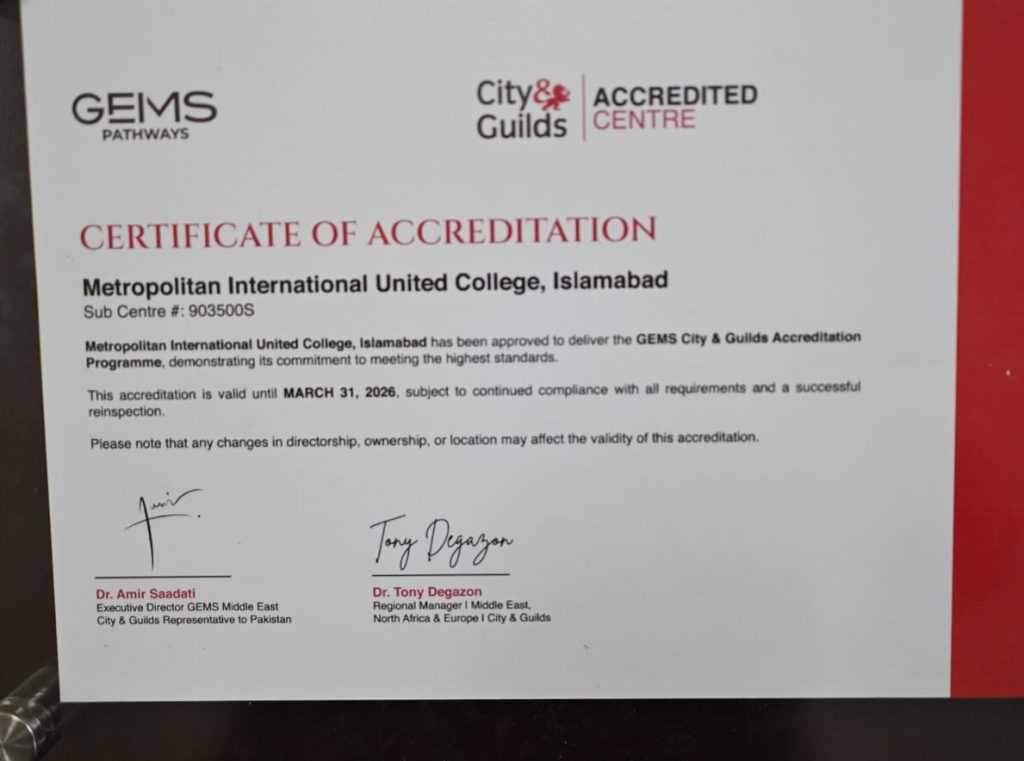 GEMS
PATHWAYS
City&
Guilds
ACCREDITED
CENTRE
CERTIFICATE OF ACCREDITATION
Metropolitan International United College, Islamabad
Sub Centre #: 903500S
Metropolitan International United College, Islamabad has been approved to deliver the GEMS City & Guilds Accreditation
Programme, demonstrating its commitment to meeting the highest standards.
This accreditation is valid until MARCH 31, 2026, subject to continued compliance with all requirements and a successful
reinspection.
Please note that any changes in directorship, ownership, or location may affect the validity of this accreditation.
Tony Degazon
Dr. Amir Saadati
Executive Director GEMS Middle East
City & Guilds Representative to Pakistan
Dr. Tony Degazon
Regional Manager I Middle East,
North Africa & Europe I City & Guilds